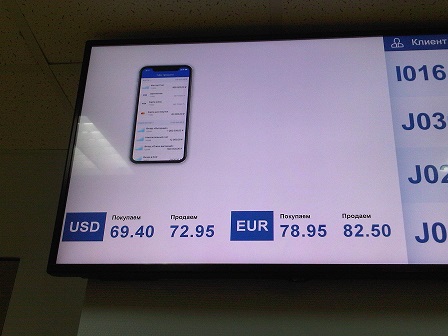 Клиент
I016
J03
J02
J0
Покупаем Продаем Покупаем Продаем
USD 69.40 72.95 EUR 78.95 82.50